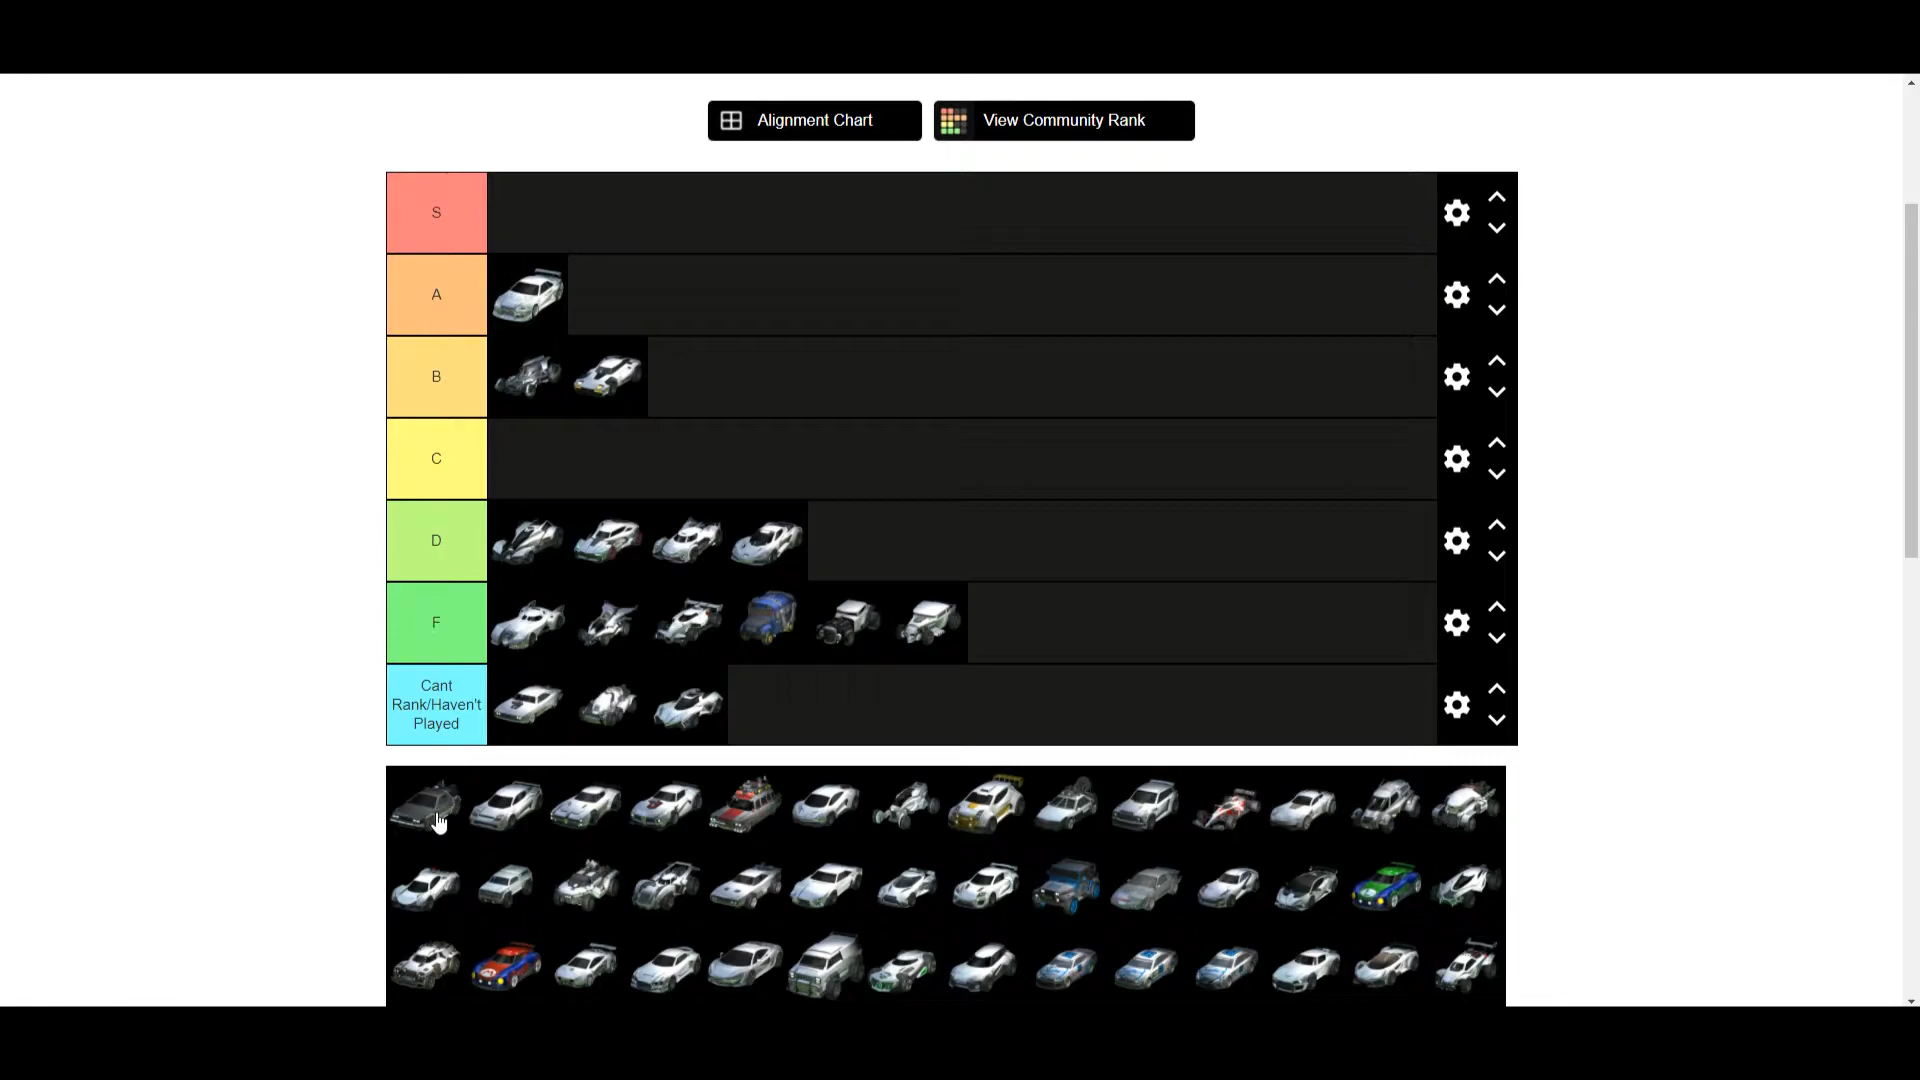 Alignment Chart
View Community Rank
S
A
B
C
D
F
Cant
Rank/Haven't
Played